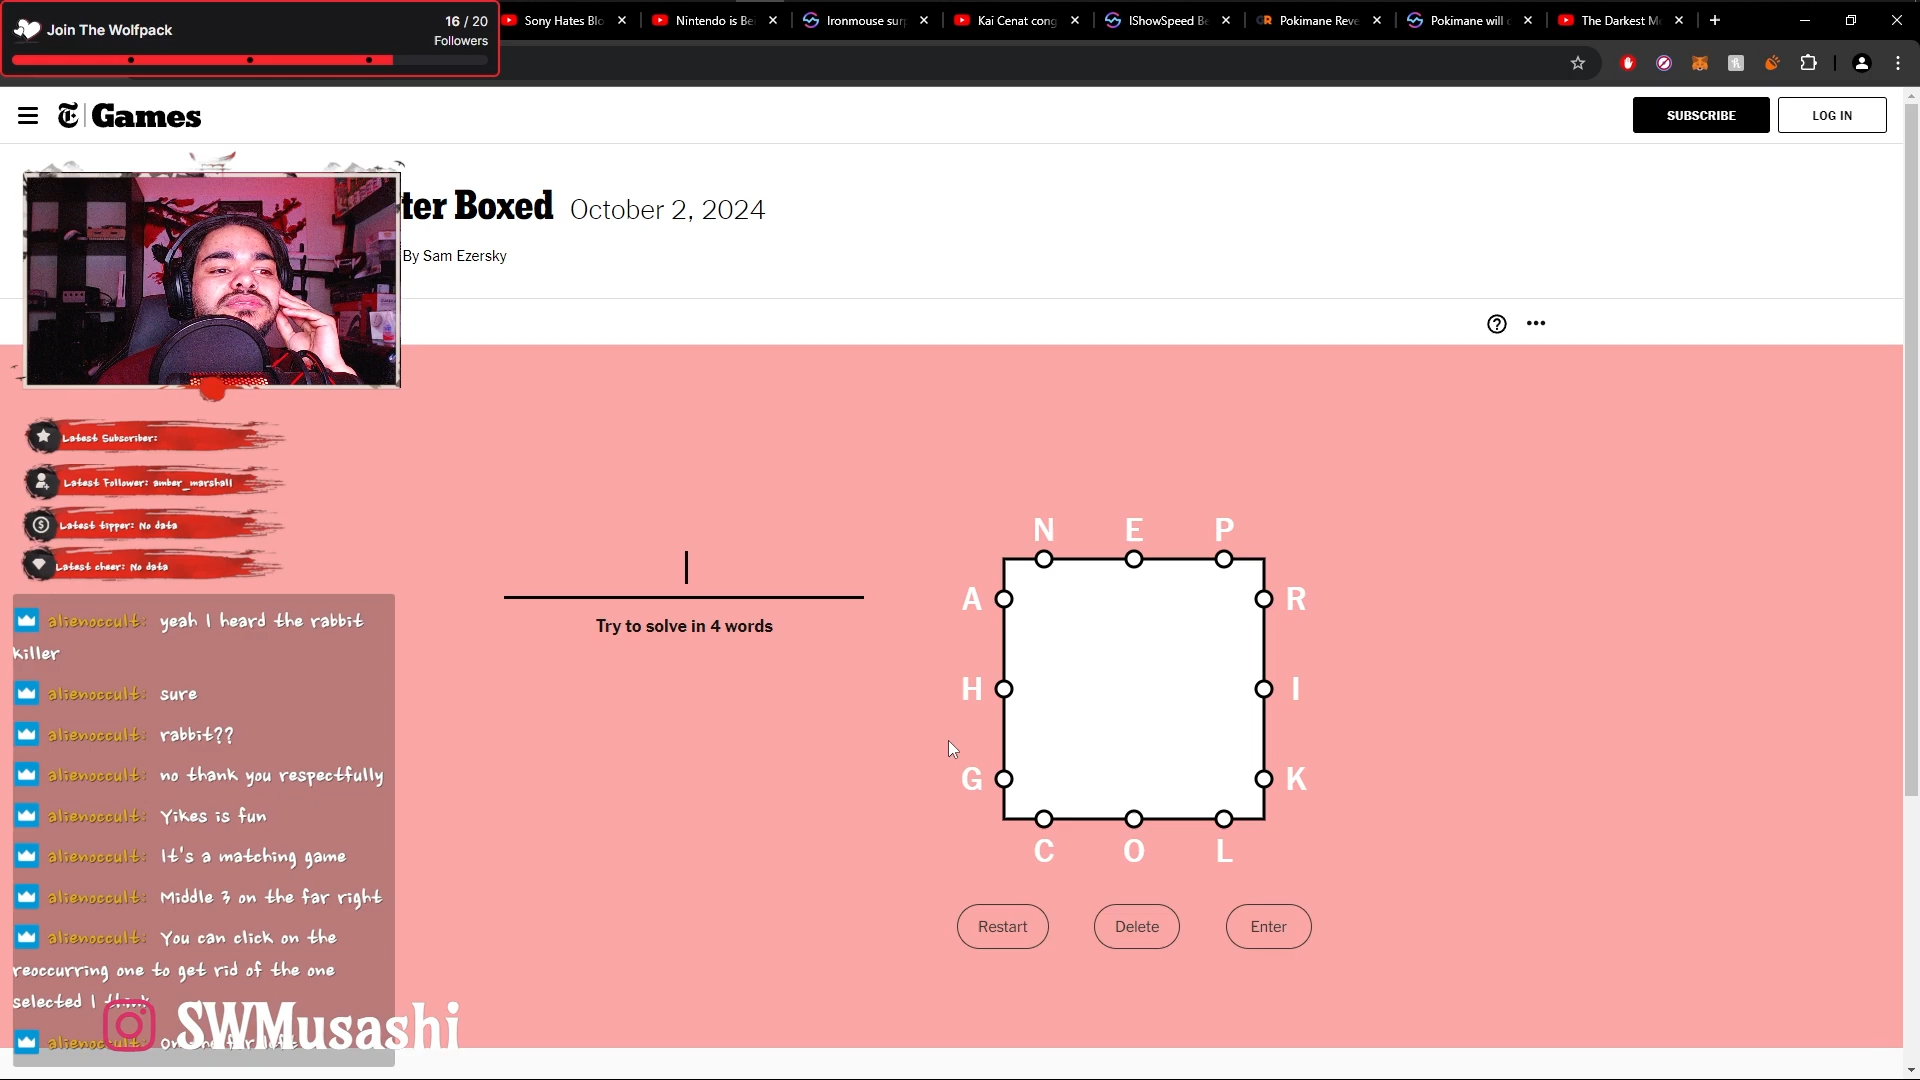 Join The Wolfpack
16 / 20
Followers
Sony Hates Blo
Nintendo is Bei
Ironmouse sur
Kai Cenat cong
IShowSpeed Be
Pokimane Reve
Pokimane will
The Darkest M
Games
SUBSCRIBE
LOG IN
ter Boxed October 2, 2024
By Sam Ezersky
Latest Subscriber:
Latest Follower: amber_marshall
Latest tipper: No data
Latest cheer: No data
Try to solve in 4 words
N E P
A R
H I
G K
C O L
Restart
Delete
Enter
alienoccult: yeah I heard the rabbit
killer
alienoccult: sure
alienoccult: rabbit??
alienoccult: no thank you respectfully
alienoccult: Yikes is fun
alienoccult: It's a matching game
alienoccult: Middle 3 on the far right
alienoccult: You can click on the
reoccurring one to get rid of the one
selected I think
SWMusashi